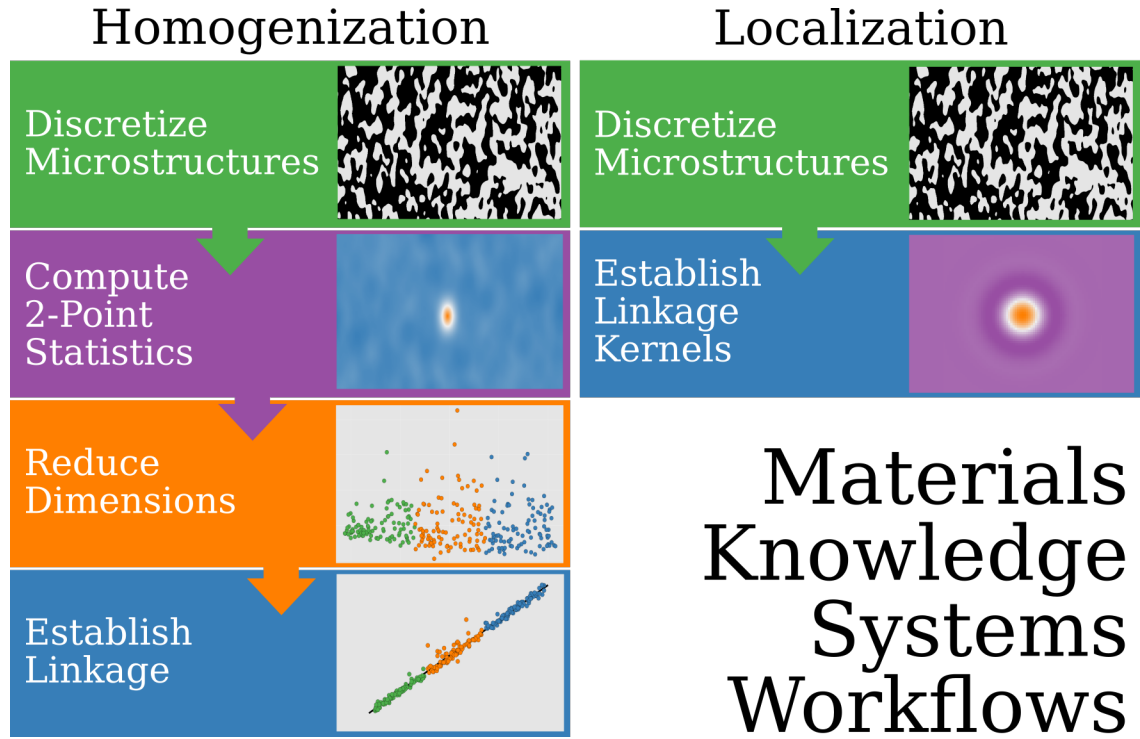 Homogenization
Discretize
Microstructures
Compute
2-Point
Statistics
Reduce
Dimensions
Establish
Linkage
Localization
Discretize
Microstructures
Establish
Linkage
Kernels
Materials
Knowledge
Systems
Workflows